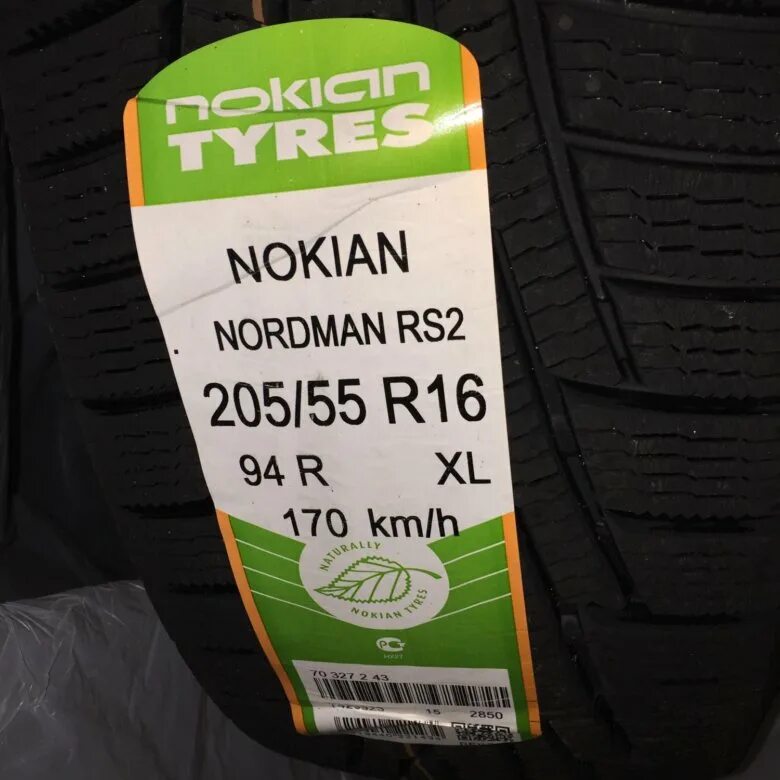 nokian
TYRES
NOKIAN
NORDMAN RS2
205/55 R16
94 R XL
170 km/h
NATURALLY
NOKIAN TYRES
70 327 2 43
15 2850